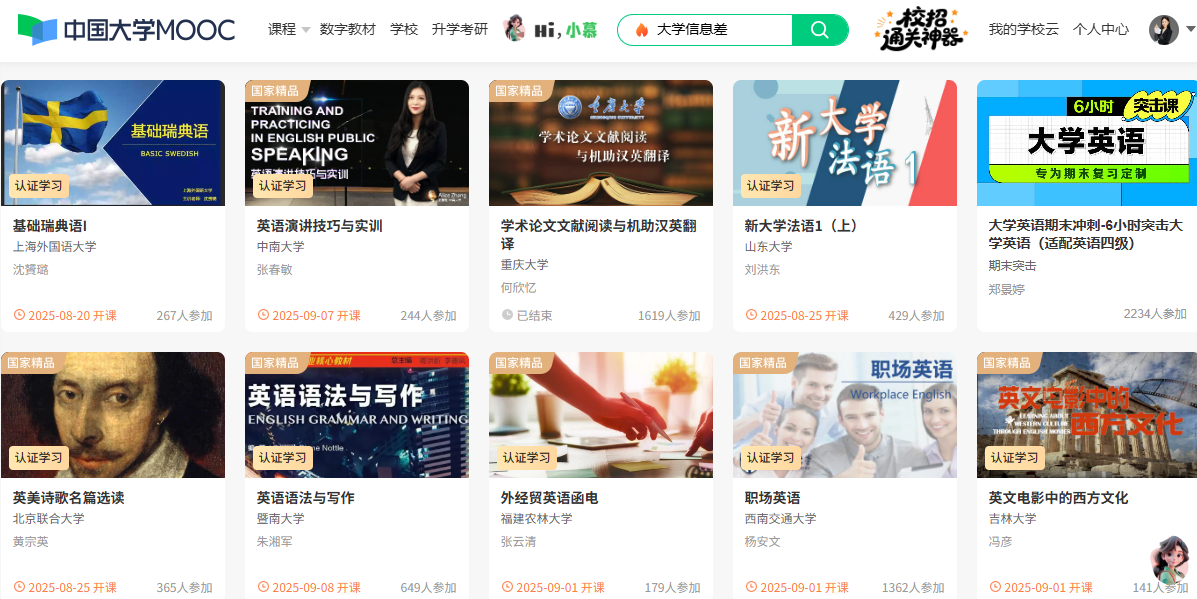 中国大学MOOC
课程 数字教材 学校 升学考研 Hi,小慕 大学信息差 校招 通关神器 我的学校云 个人中心
基础瑞典语
BASIC SWEDISH
认证学习
基础瑞典语I
上海外国语大学
沈贇璐
2025-08-20 开课 267人参加
国家精品
TRAINING AND
PRACTICING
IN ENGLISH PUBLIC
SPEAKING
英语演讲技巧与实训
Alice Zhang
认证学习
英语演讲技巧与实训
中南大学
张春敏
2025-09-07 开课 244人参加
国家精品
重庆大学
学术论文文献阅读
与机助汉英翻译
学术论文文献阅读与机助汉英翻
译
重庆大学
何欣忆
已结束 1619人参加
新大学
法语1
认证学习
新大学法语1（上）
山东大学
刘洪东
2025-08-25 开课 429人参加
6小时 突击课
大学英语
专为期末复习定制
大学英语期末冲刺-6小时突击大
学英语（适配英语四级）
期末突击
郑景婷
2234人参加
国家精品
认证学习
英美诗歌名篇选读
北京联合大学
黄宗英
2025-08-25 开课 365人参加
国家精品
业核心教材
英语语法与写作
ENGLISH GRAMMAR AND WRITING
Nottle
认证学习
英语语法与写作
暨南大学
朱湘军
2025-09-08 开课 649人参加
国家精品
认证学习
外经贸英语函电
福建农林大学
张云清
2025-09-01 开课 179人参加
国家精品
职场英语
Workplace English
认证学习
职场英语
西南交通大学
杨安文
2025-09-01 开课 1362人参加
国家精品
英文电影中的
LEARNING ABOUT
WESTERN CULTURE
THROUGH ENGLISH MOVIES
西方文化
认证学习
英文电影中的西方文化
吉林大学
冯彦
2025-09-01 开课 141人参加